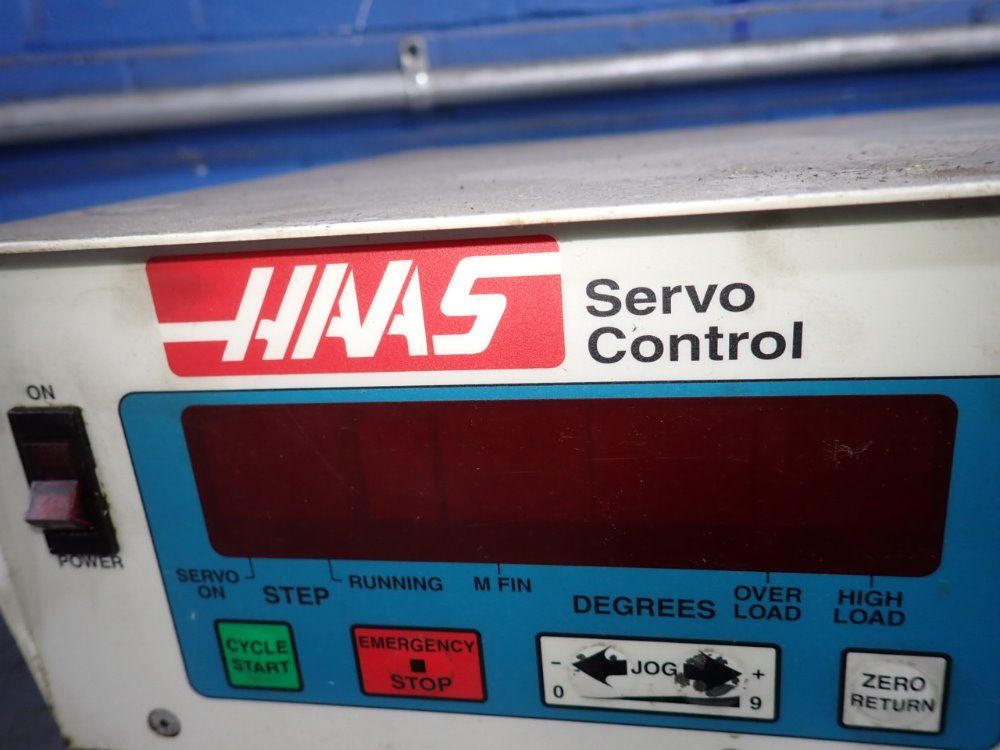 HAAS
Servo
Control
ON
POWER
SERVO
ON
STEP
RUNNING
M FIN
DEGREES
OVER
LOAD
HIGH
LOAD
CYCLE
START
EMERGENCY
STOP
- JOG +
0 9
ZERO
RETURN